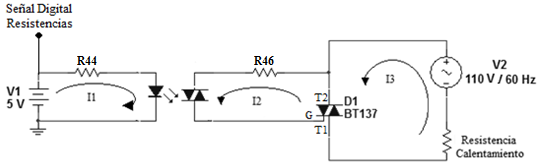 Señal Digital
Resistencias
R44
R46
V1
5 V
I1
I2
I3
T2
D1
G
BT137
T1
V2
110 V / 60 Hz
Resistencia
Calentamiento